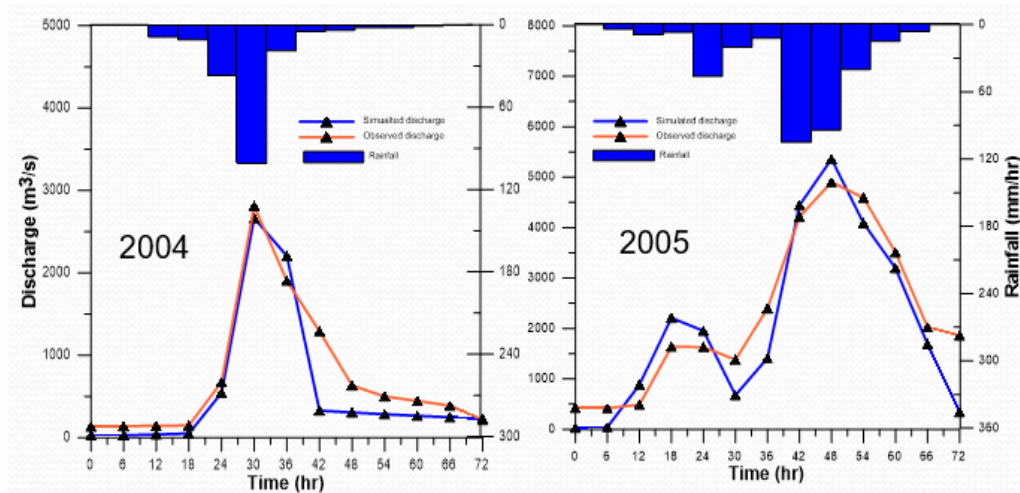 5000
4000
3000
2000
1000
0
Discharge (m3/s)
0
60
120
180
240
300
Simualted discharge
Observed discharge
Rainfall
2004
0 6 12 18 24 30 36 42 48 54 60 66 72
Time (hr)
8000
7000
6000
5000
4000
3000
2000
1000
0
0
60
120
180
240
300
360
Rainfall (mm/hr)
Simulated discharge
Observed discharge
Rainfall
2005
0 6 12 18 24 30 36 42 48 54 60 66 72
Time (hr)